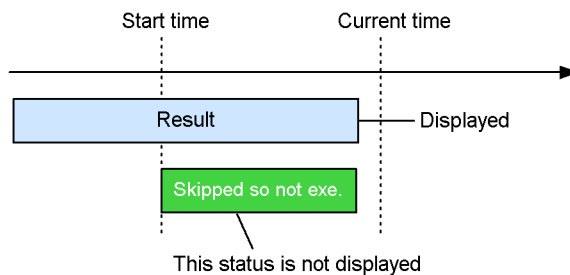 Start time
Current time
Result
Displayed
Skipped so not exe.
This status is not displayed